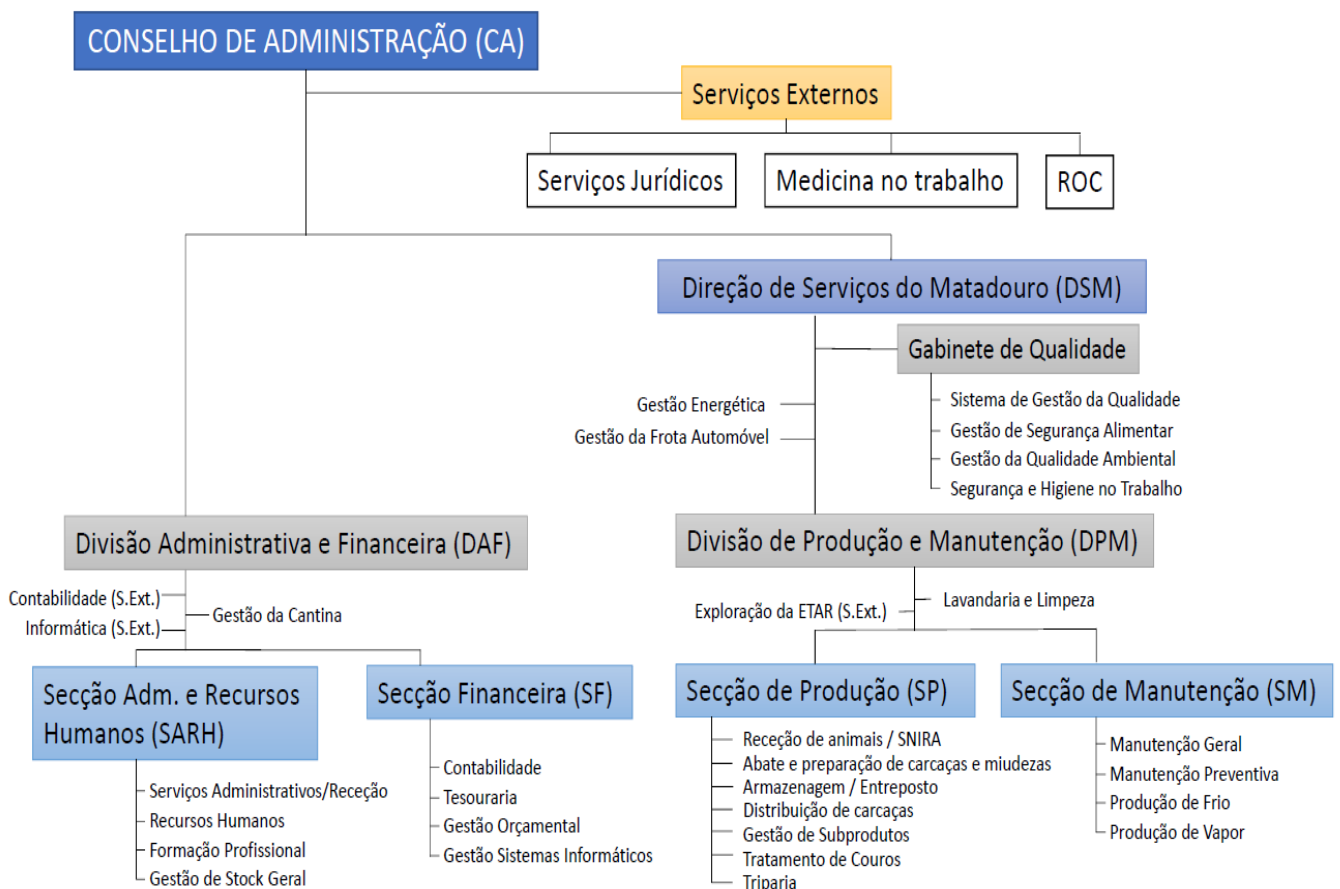 CONSELHO DE ADMINISTRAÇÃO (CA)
Serviços Externos
Serviços Jurídicos
Medicina no trabalho
ROC
Direção de Serviços do Matadouro (DSM)
Gabinete de Qualidade
Sistema de Gestão da Qualidade
Gestão de Segurança Alimentar
Gestão da Qualidade Ambiental
Segurança e Higiene no Trabalho
Gestão Energética
Gestão da Frota Automóvel
Divisão Administrativa e Financeira (DAF)
Contabilidade (S.Ext.)
Gestão da Cantina
Informática (S.Ext.)
Secção Adm. e Recursos
Humanos (SARH)
Serviços Administrativos/Receção
Recursos Humanos
Formação Profissional
Gestão de Stock Geral
Secção Financeira (SF)
Contabilidade
Tesouraria
Gestão Orçamental
Gestão Sistemas Informáticos
Divisão de Produção e Manutenção (DPM)
Lavandaria e Limpeza
Exploração da ETAR (S.Ext.)
Secção de Produção (SP)
Receção de animais / SNIRA
Abate e preparação de carcaças e miudezas
Armazenagem / Entreposto
Distribuição de carcaças
Gestão de Subprodutos
Tratamento de Couros
Triparia
Secção de Manutenção (SM)
Manutenção Geral
Manutenção Preventiva
Produção de Frio
Produção de Vapor